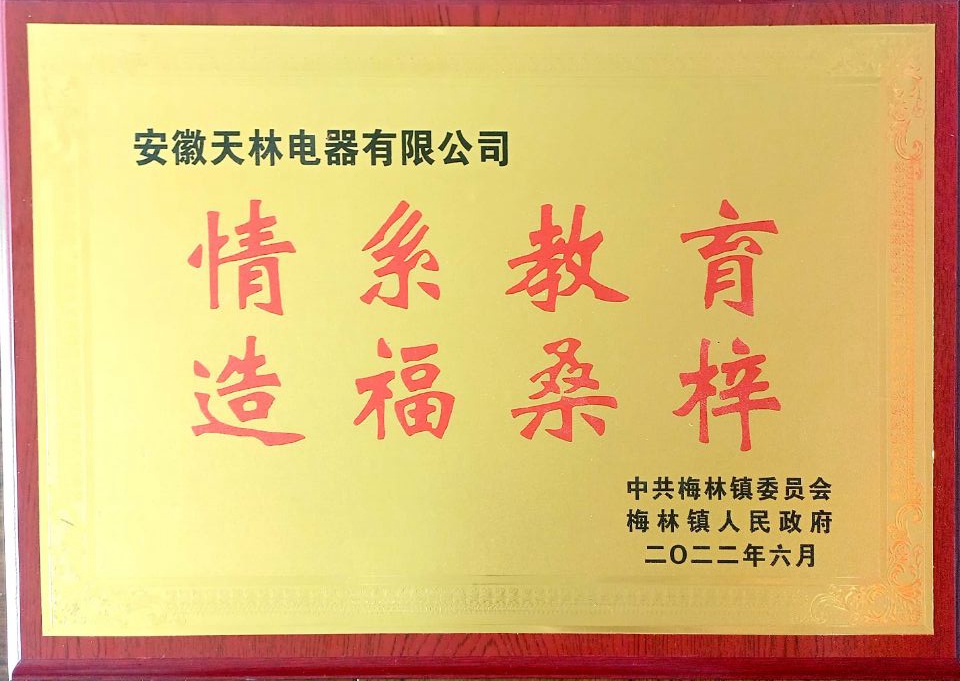 安徽天林电器有限公司
情系教育
造福桑梓
中共梅林镇委员会
梅林镇人民政府
二〇二二年六月